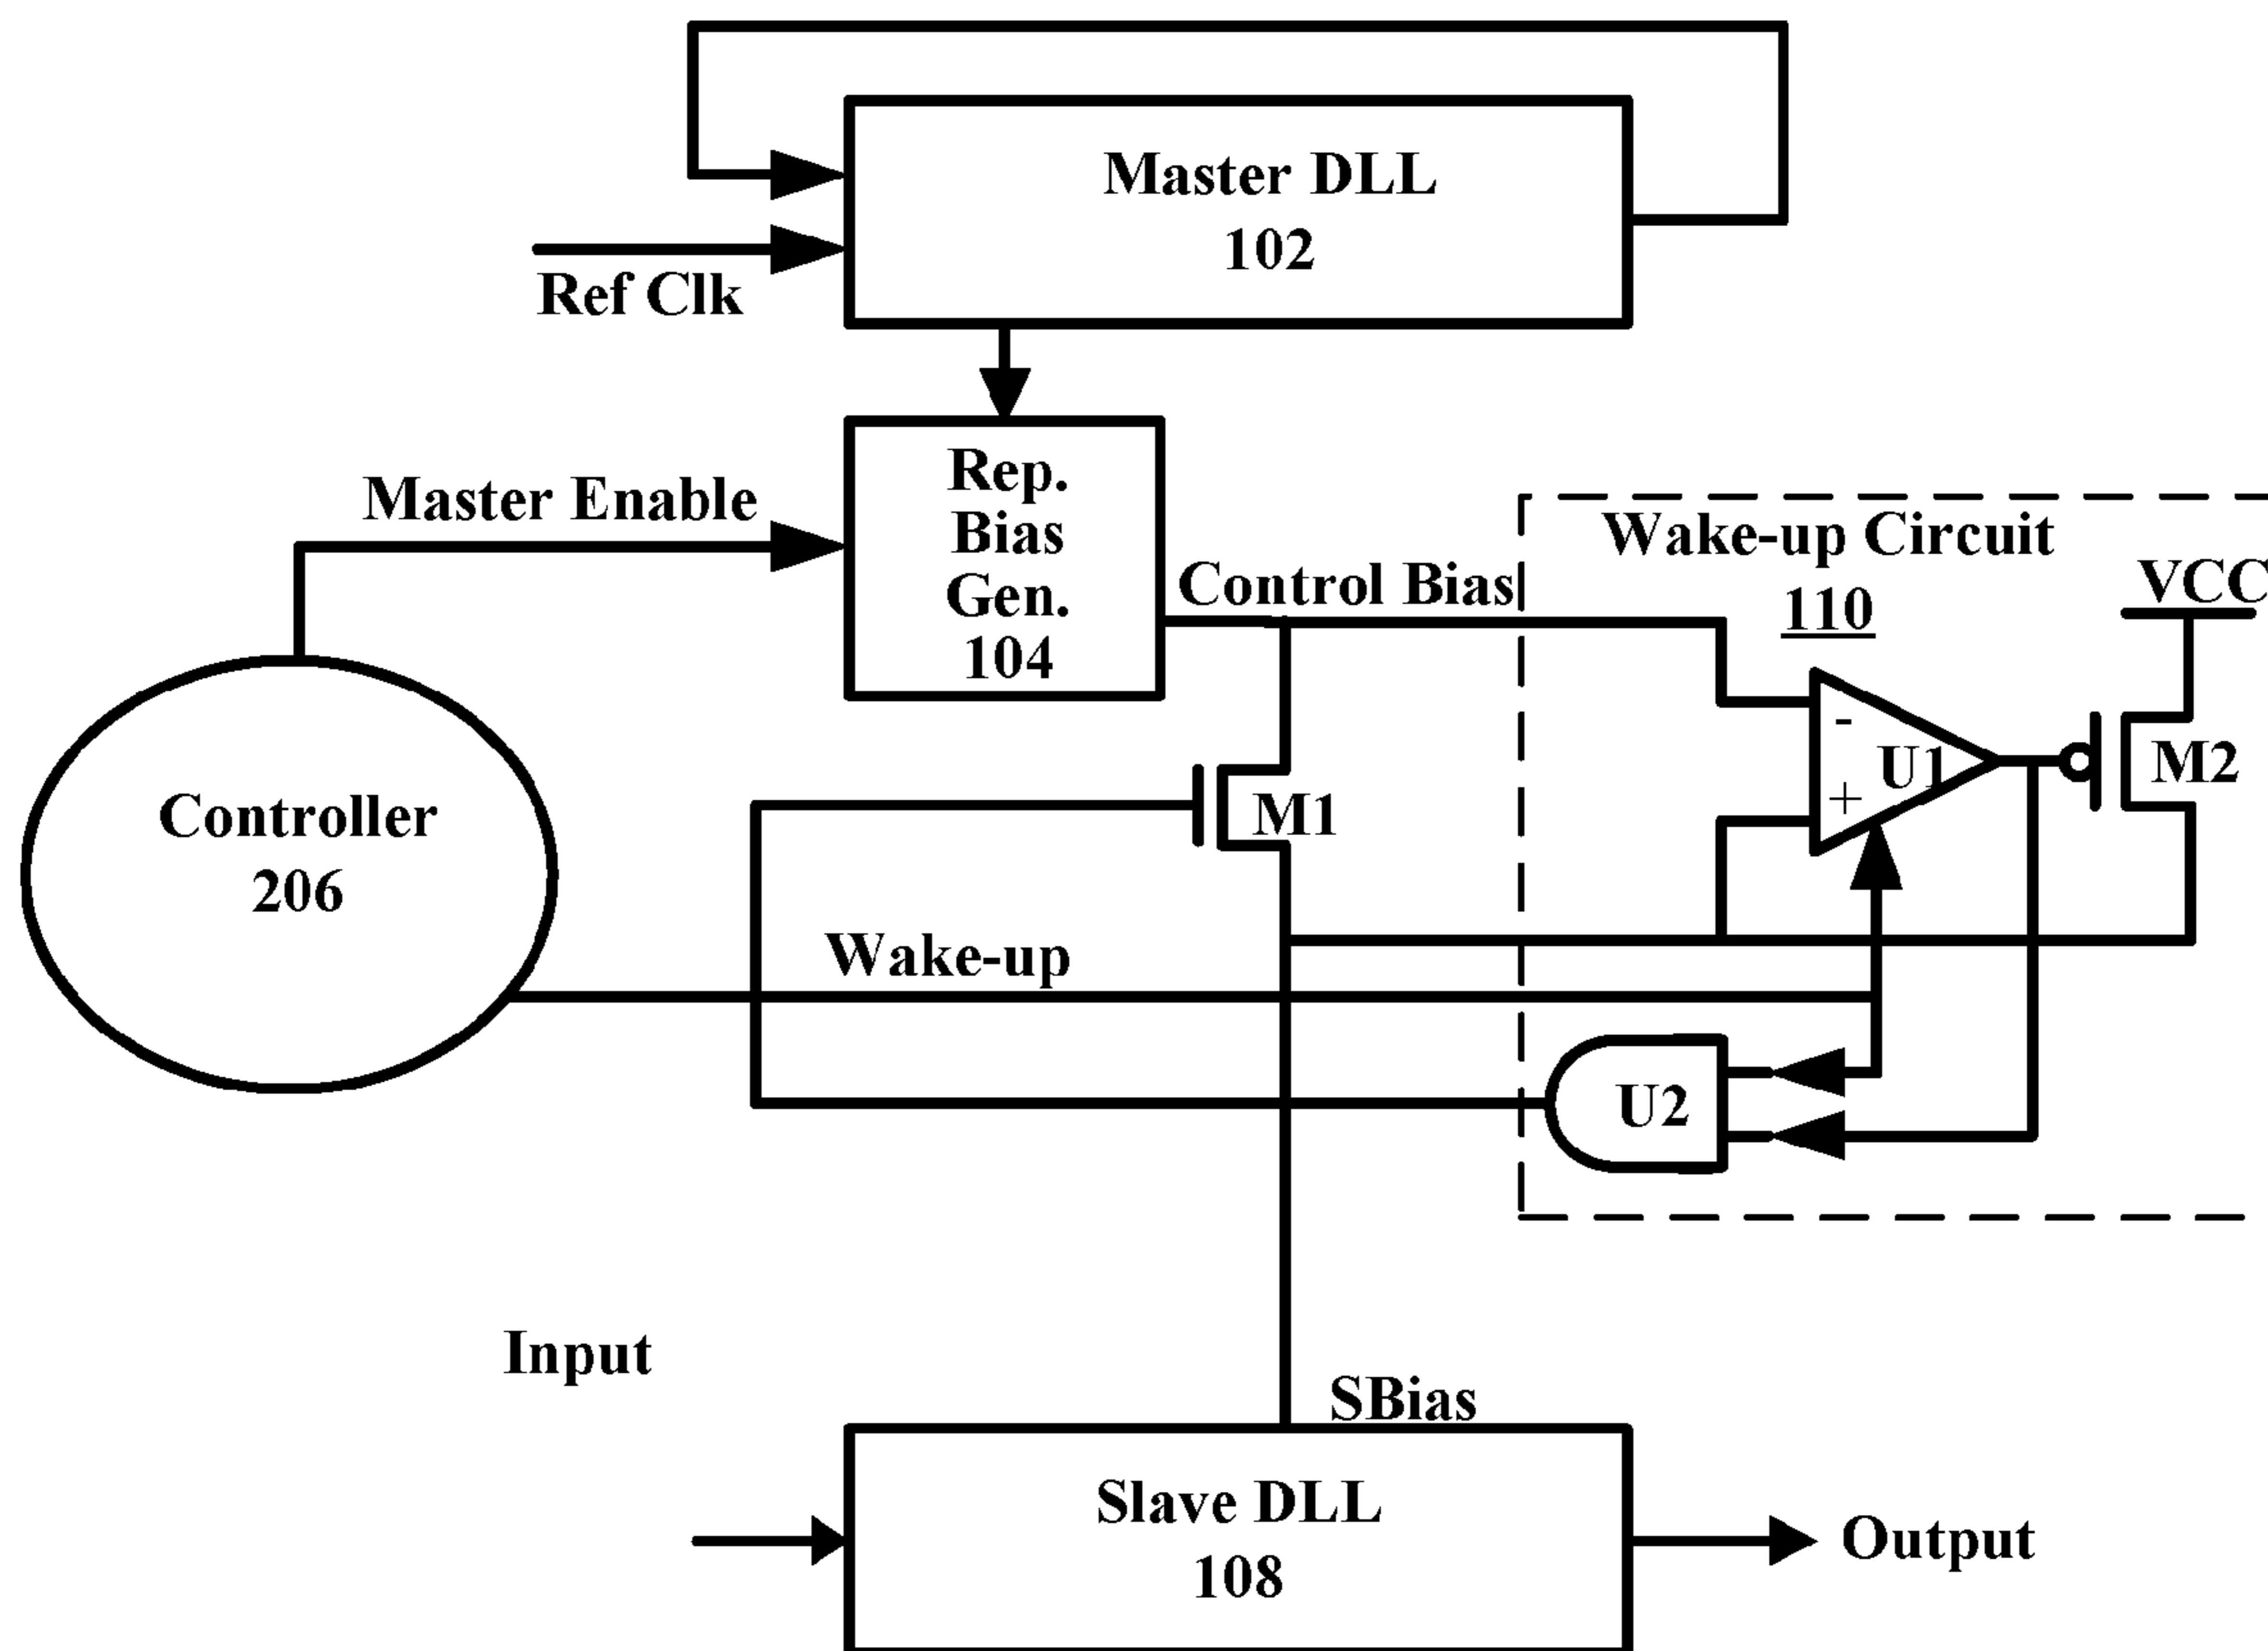 Master DLL
102
Ref Clk
Rep.
Bias
Gen.
104
Master Enable
Control Bias
Wake-up Circuit
110
VCC
-
+
U1
M2
M1
Controller
206
Wake-up
U2
Input
SBias
Slave DLL
108
Output